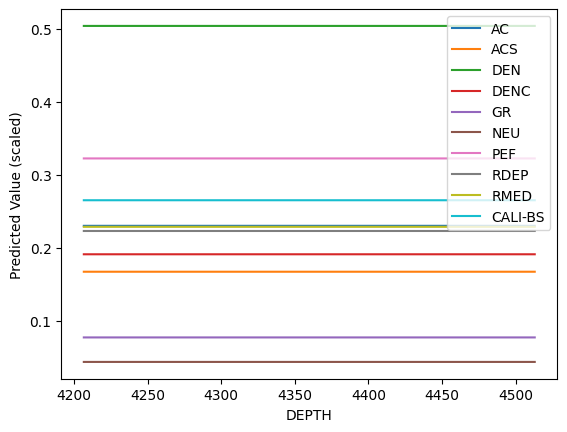 0.5
0.4
0.3
0.2
0.1
Predicted Value (scaled)
AC
ACS
DEN
DENC
GR
NEU
PEF
RDEP
RMED
CALI-BS
4200 4250 4300 4350 4400 4450 4500
DEPTH